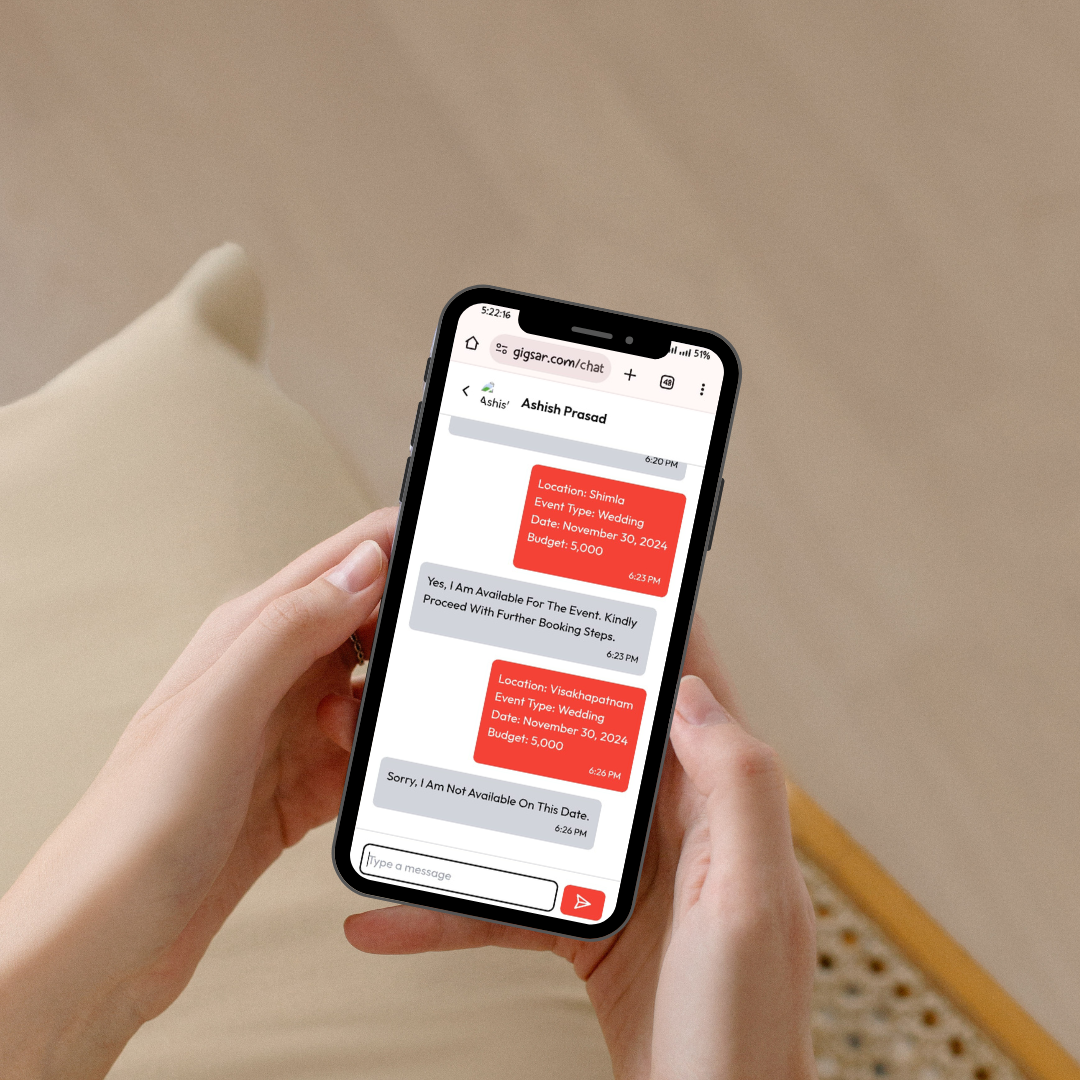 5:22:16
51%
gigsar.com/chat
48
Ashis'
Ashish Prasad
6:20 PM
Location: Shimla
Event Type: Wedding
Date: November 30, 2024
Budget: 5,000
6:23 PM
Yes, I Am Available For The Event. Kindly
Proceed With Further Booking Steps.
6:23 PM
Location: Visakhapatnam
Event Type: Wedding
Date: November 30, 2024
Budget: 5,000
6:26 PM
Sorry, I Am Not Available On This Date.
6:26 PM
Type a message